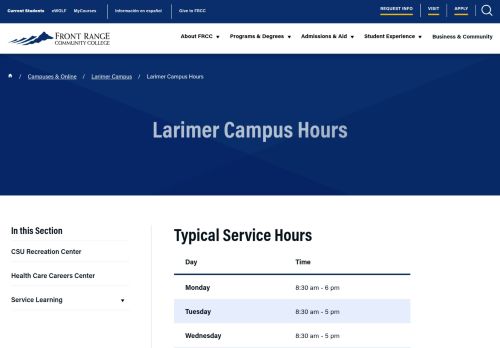 Current Students eWOLF MyCourses Información en español Give to FRCC REQUEST INFO VISIT APPLY
FRONT RANGE
COMMUNITY COLLEGE
About FRCC Programs & Degrees Admissions & Aid Student Experience Business & Community
/ Campuses & Online / Larimer Campus / Larimer Campus Hours
Larimer Campus Hours
In this Section
CSU Recreation Center
Health Care Careers Center
Service Learning
Typical Service Hours
Day Time
Monday 8:30 am - 6 pm
Tuesday 8:30 am - 5 pm
Wednesday 8:30 am - 5 pm